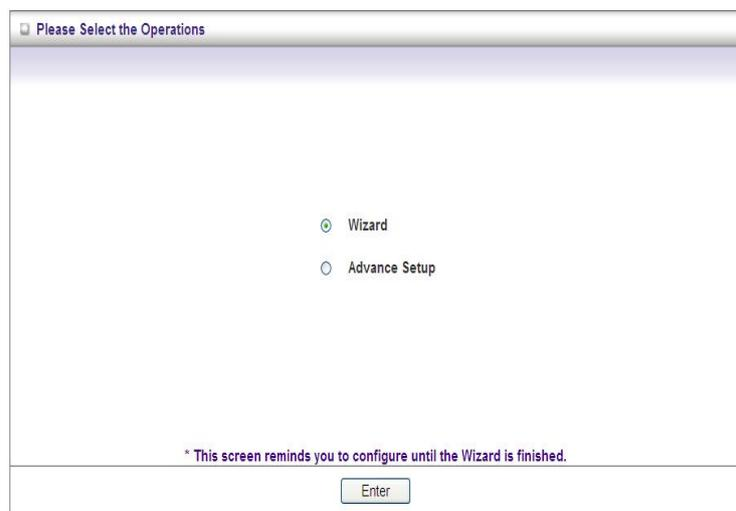 Please Select the Operations
Wizard
Advance Setup
* This screen reminds you to configure until the Wizard is finished.
Enter